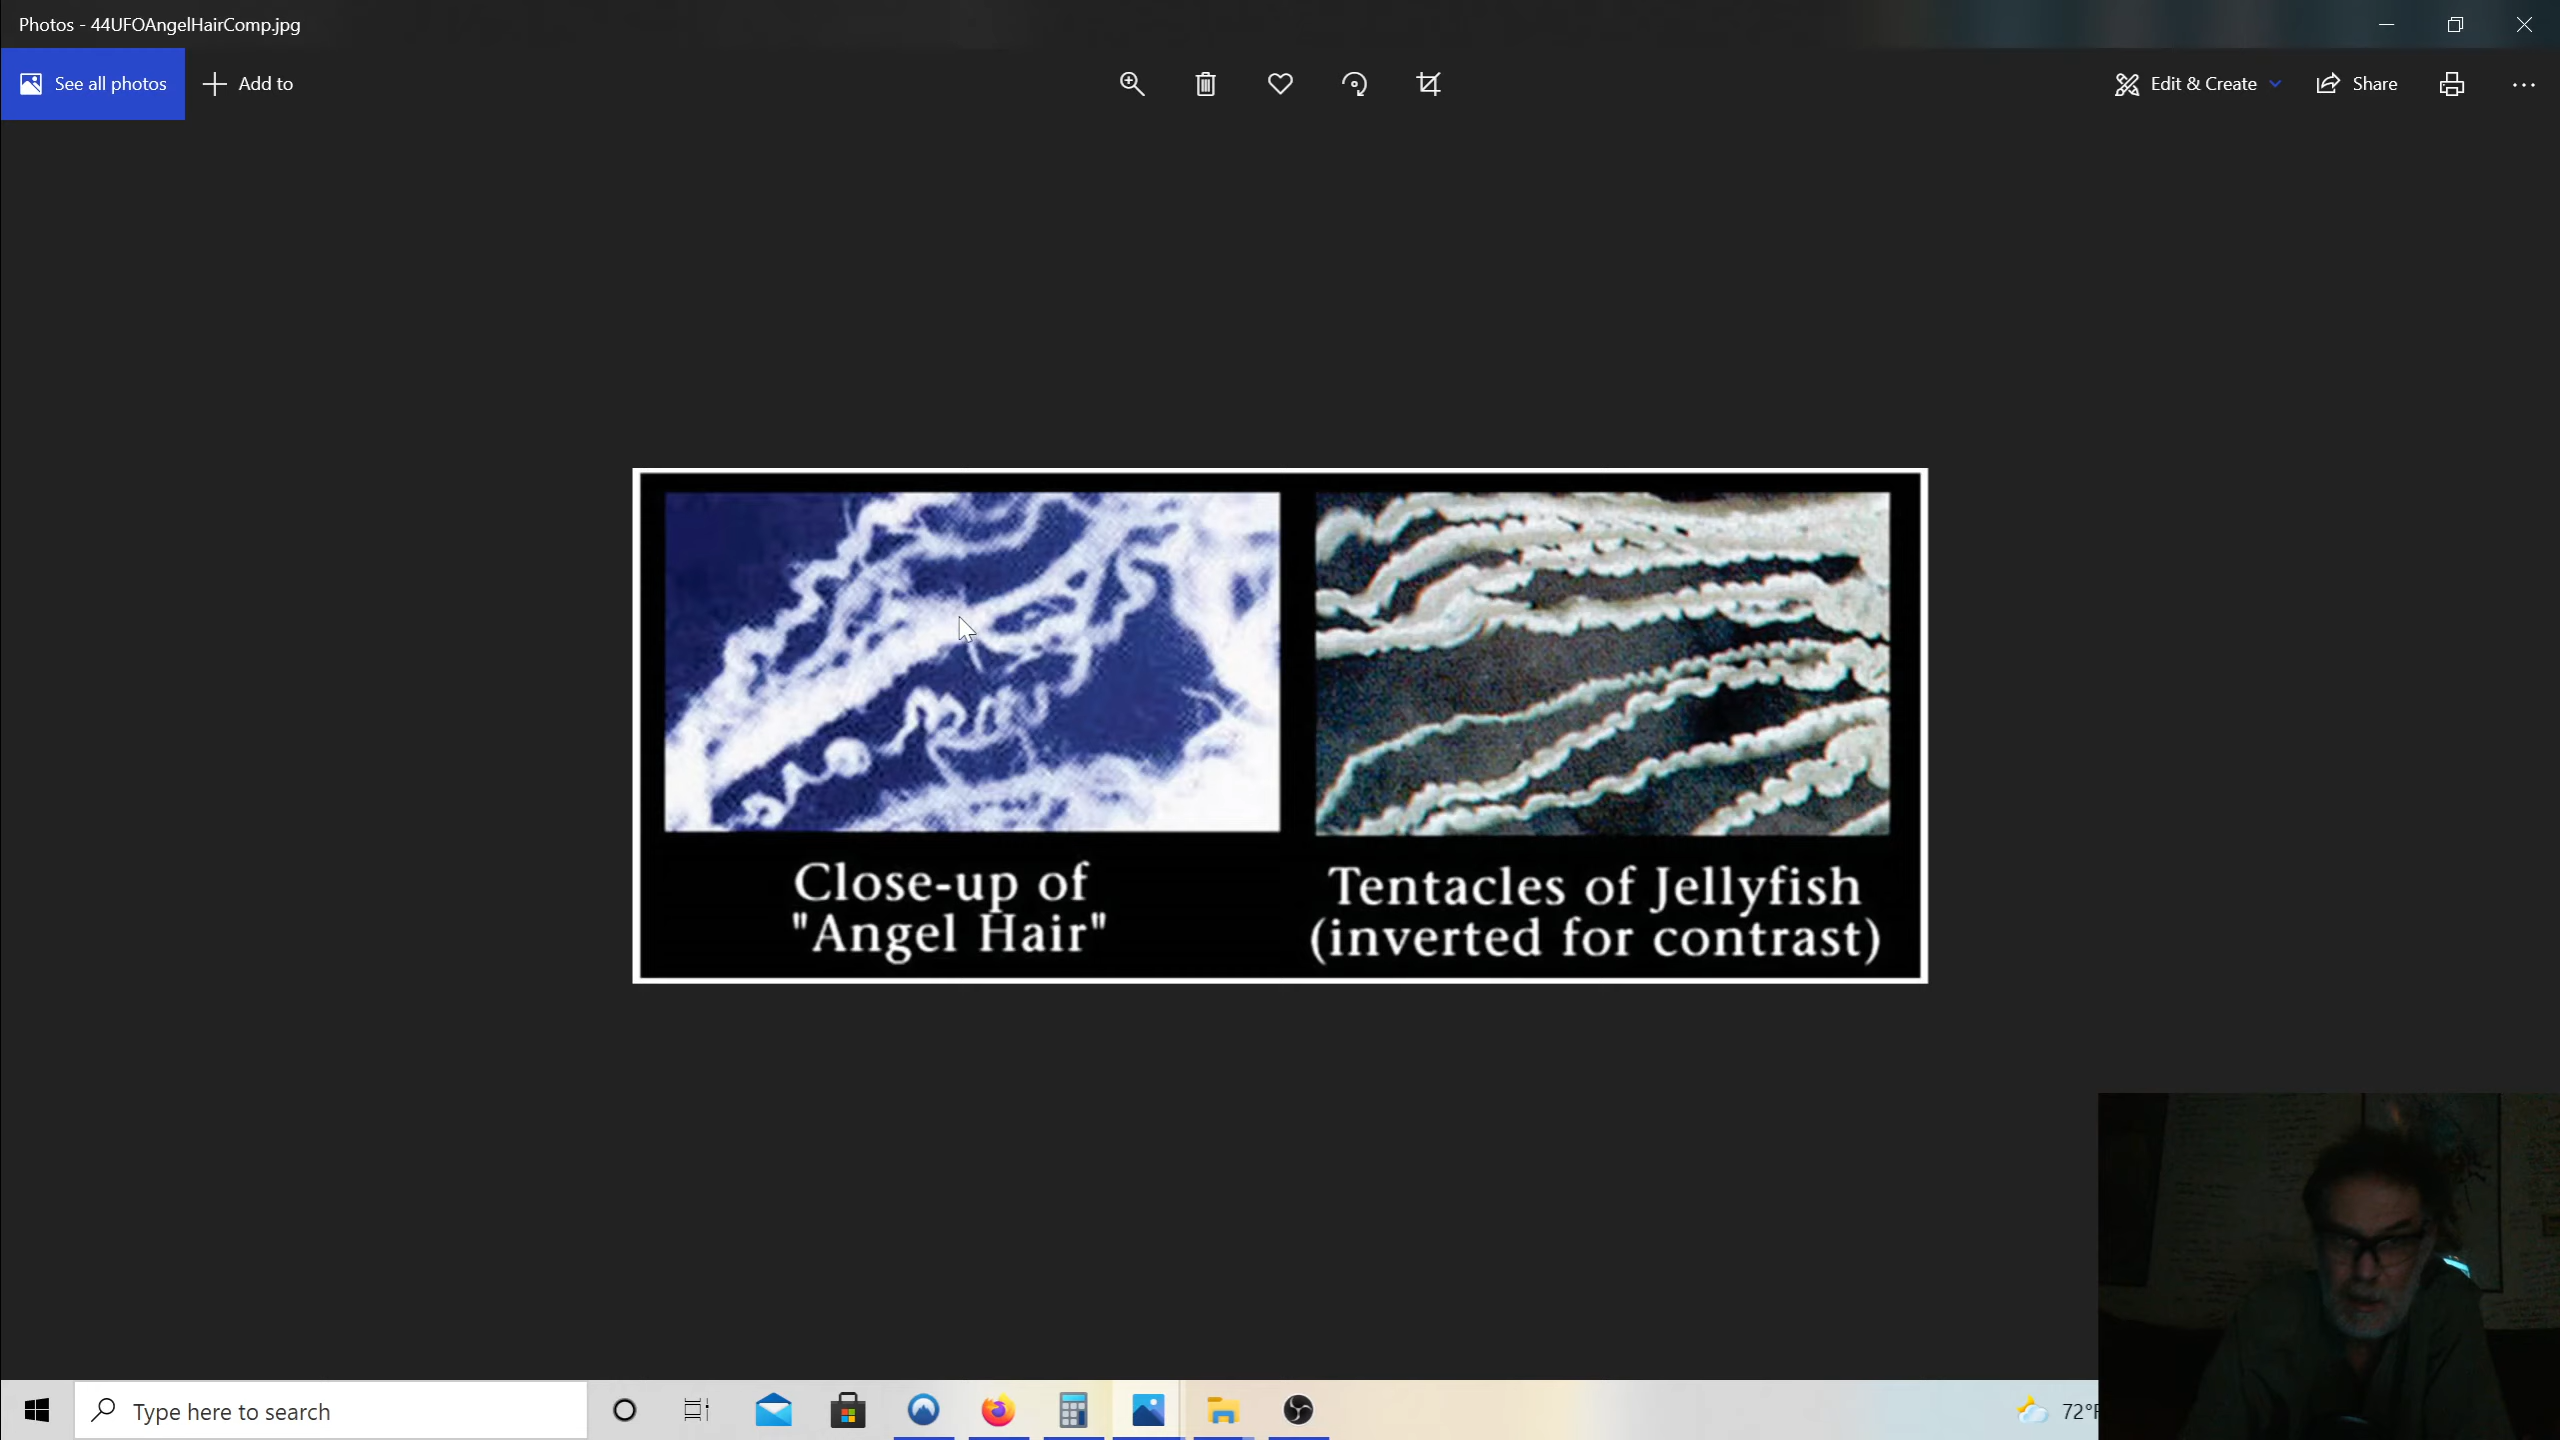 Photos - 44UFOAngelHairComp.jpg
See all photos
Add to
Edit & Create
Share
Close-up of
"Angel Hair"
Tentacles of Jellyfish
(inverted for contrast)
Type here to search
72°F